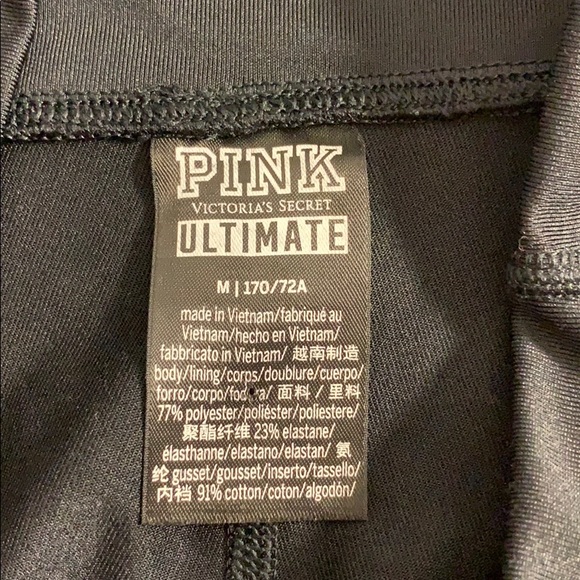 PINK
VICTORIA'S SECRET
ULTIMATE
M | 170/72A
made in Vietnam/fabriqué au
Vietnam/hecho en Vietnam/
fabbricato in Vietnam/ 越南制造
body/lining/corps/doublure/cuerpo/
forro/corpo/fodera/ 面料 / 里料
77% polyester/poliéster/poliestere/
聚酯纤维 23% elastane/
élasthanne/elastano/elastan/ 氨
纶 gusset/gousset/inserto/tassello/
内裆 91% cotton/coton/algodón/